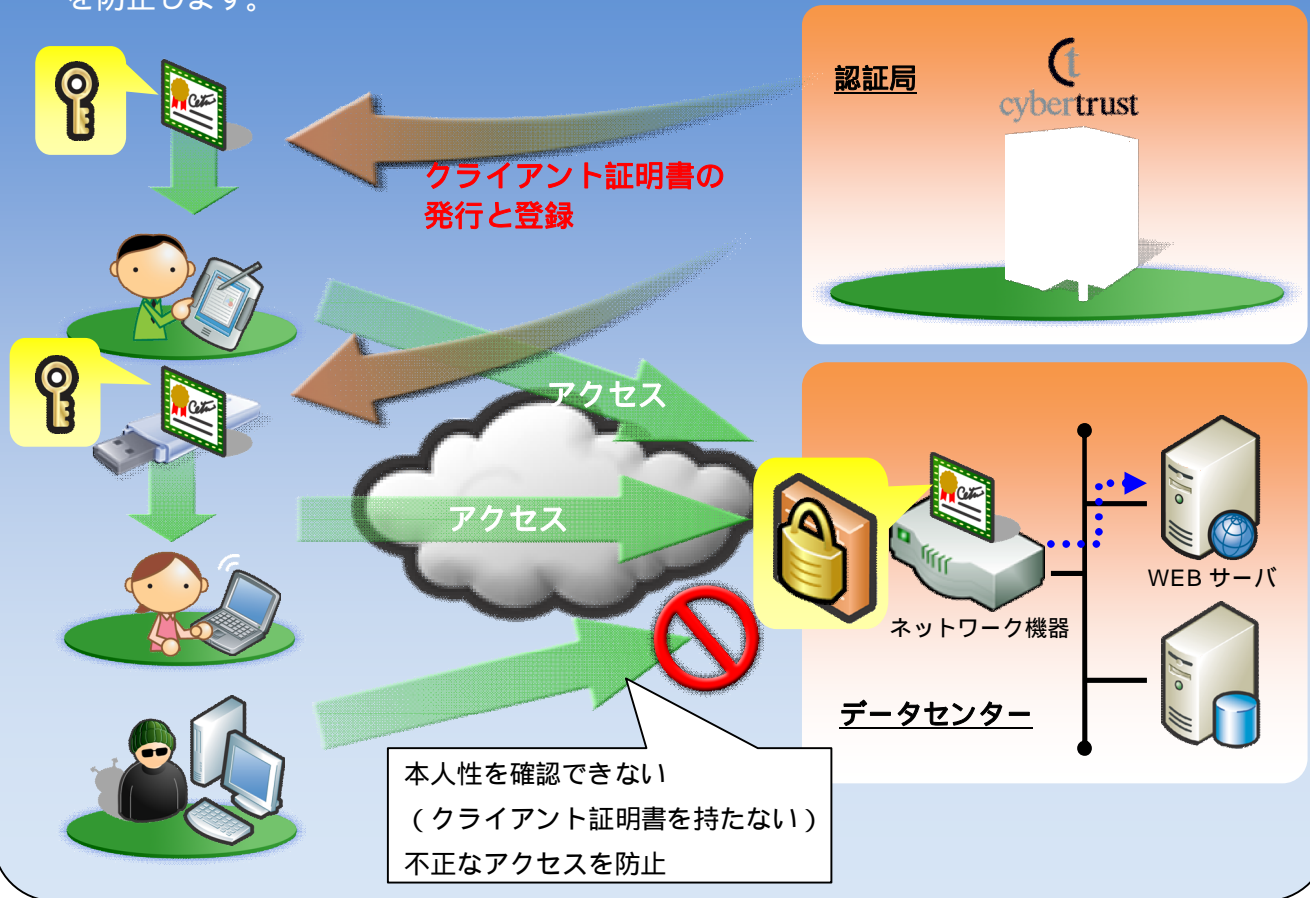 を防止します。
認証局
cybertrust
クライアント証明書の
発行と登録
アクセス
アクセス
WEB サーバ
ネットワーク機器
データセンター
本人性を確認できない
（クライアント証明書を持たない）
不正なアクセスを防止